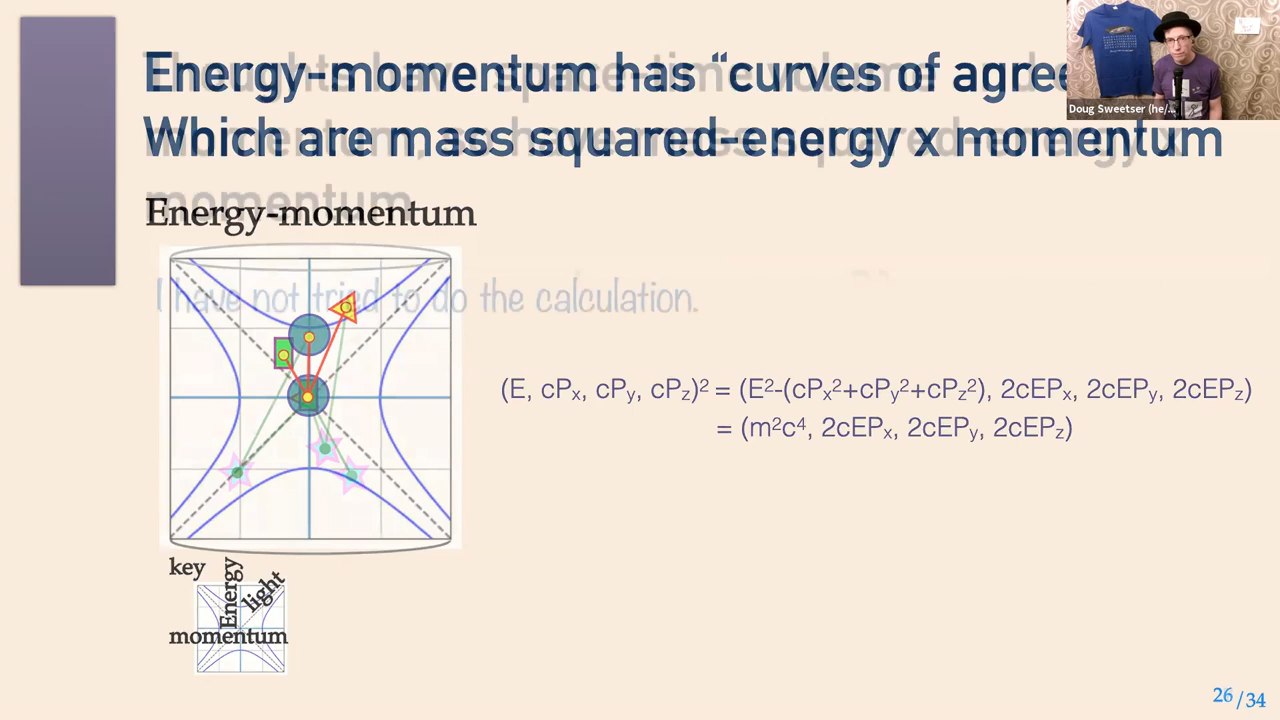 Energy-momentum has “curves of agre
Which are mass squared-energy x momentum
momentum
Energy-momentum
I have not tried to do the calculation.
(E, cPx, cPy, cPz)² = (E²-(cPx²+cPy²+cPz²), 2cEPx, 2cEPy, 2cEPz)
= (m²c⁴, 2cEPx, 2cEPy, 2cEPz)
key
Energy
light
momentum
Doug Sweetser (he/...
26/34